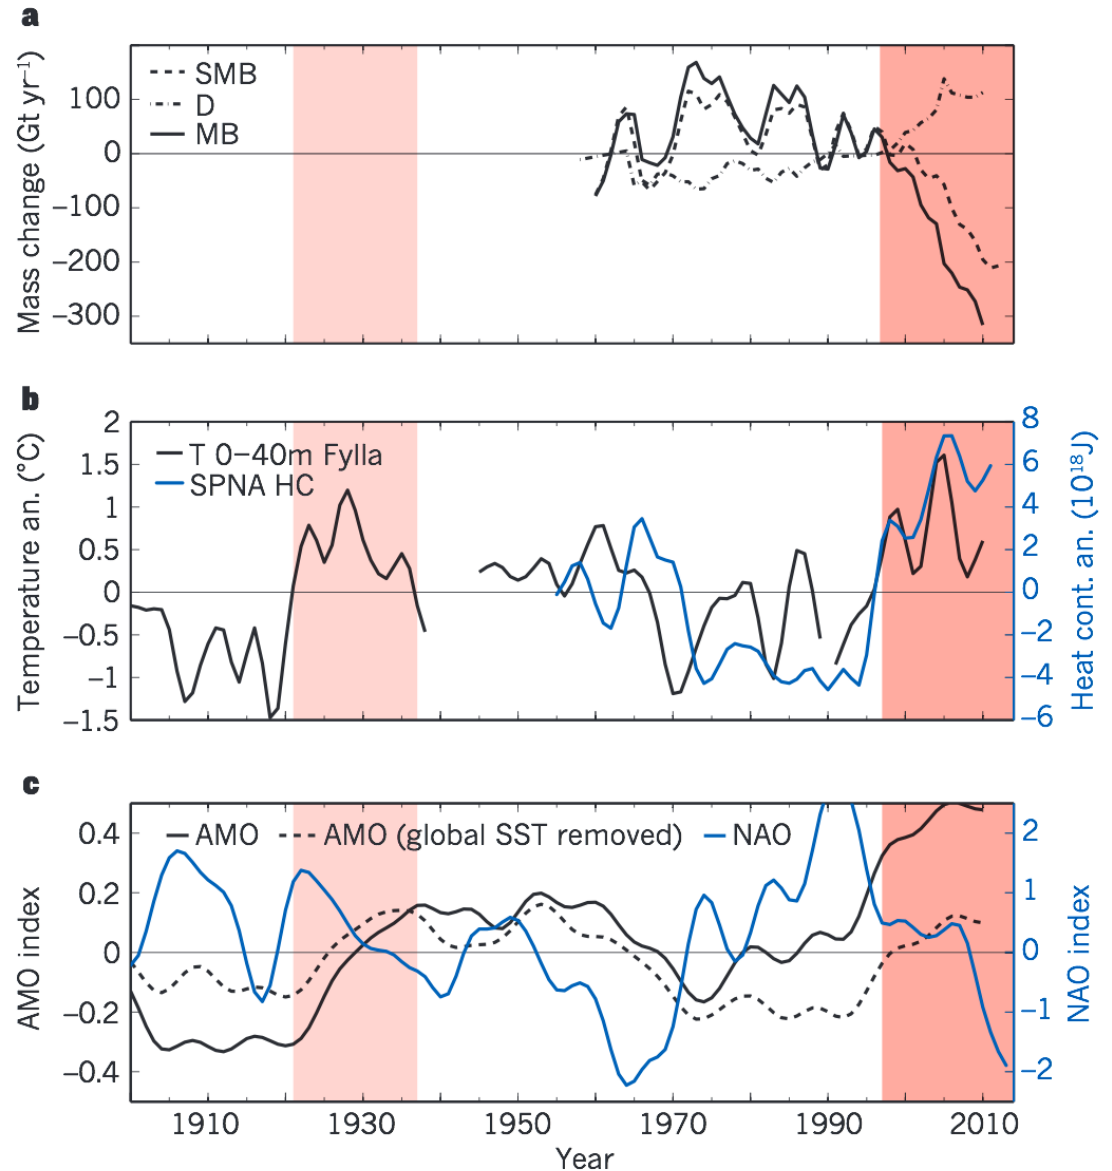 a
Mass change (Gt yr⁻¹)
100
0
−100
−200
−300
SMB
D
MB
b
Temperature an. (°C)
2
1.5
1
0.5
0
−0.5
−1
−1.5
T 0−40m Fylla
SPNA HC
8
6
4
2
0
−2
−4
−6
Heat cont. an. (10¹⁸J)
c
AMO index
0.4
0.2
0
−0.2
−0.4
AMO AMO (global SST removed) NAO
2
1
0
−1
−2
NAO index
1910 1930 1950 1970 1990 2010
Year